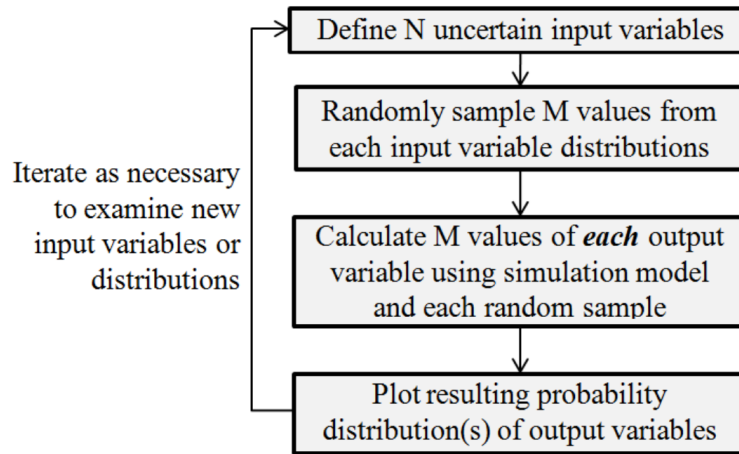 Define N uncertain input variables
Randomly sample M values from
each input variable distributions
Iterate as necessary
to examine new
input variables or
distributions
Calculate M values of each output
variable using simulation model
and each random sample
Plot resulting probability
distribution(s) of output variables